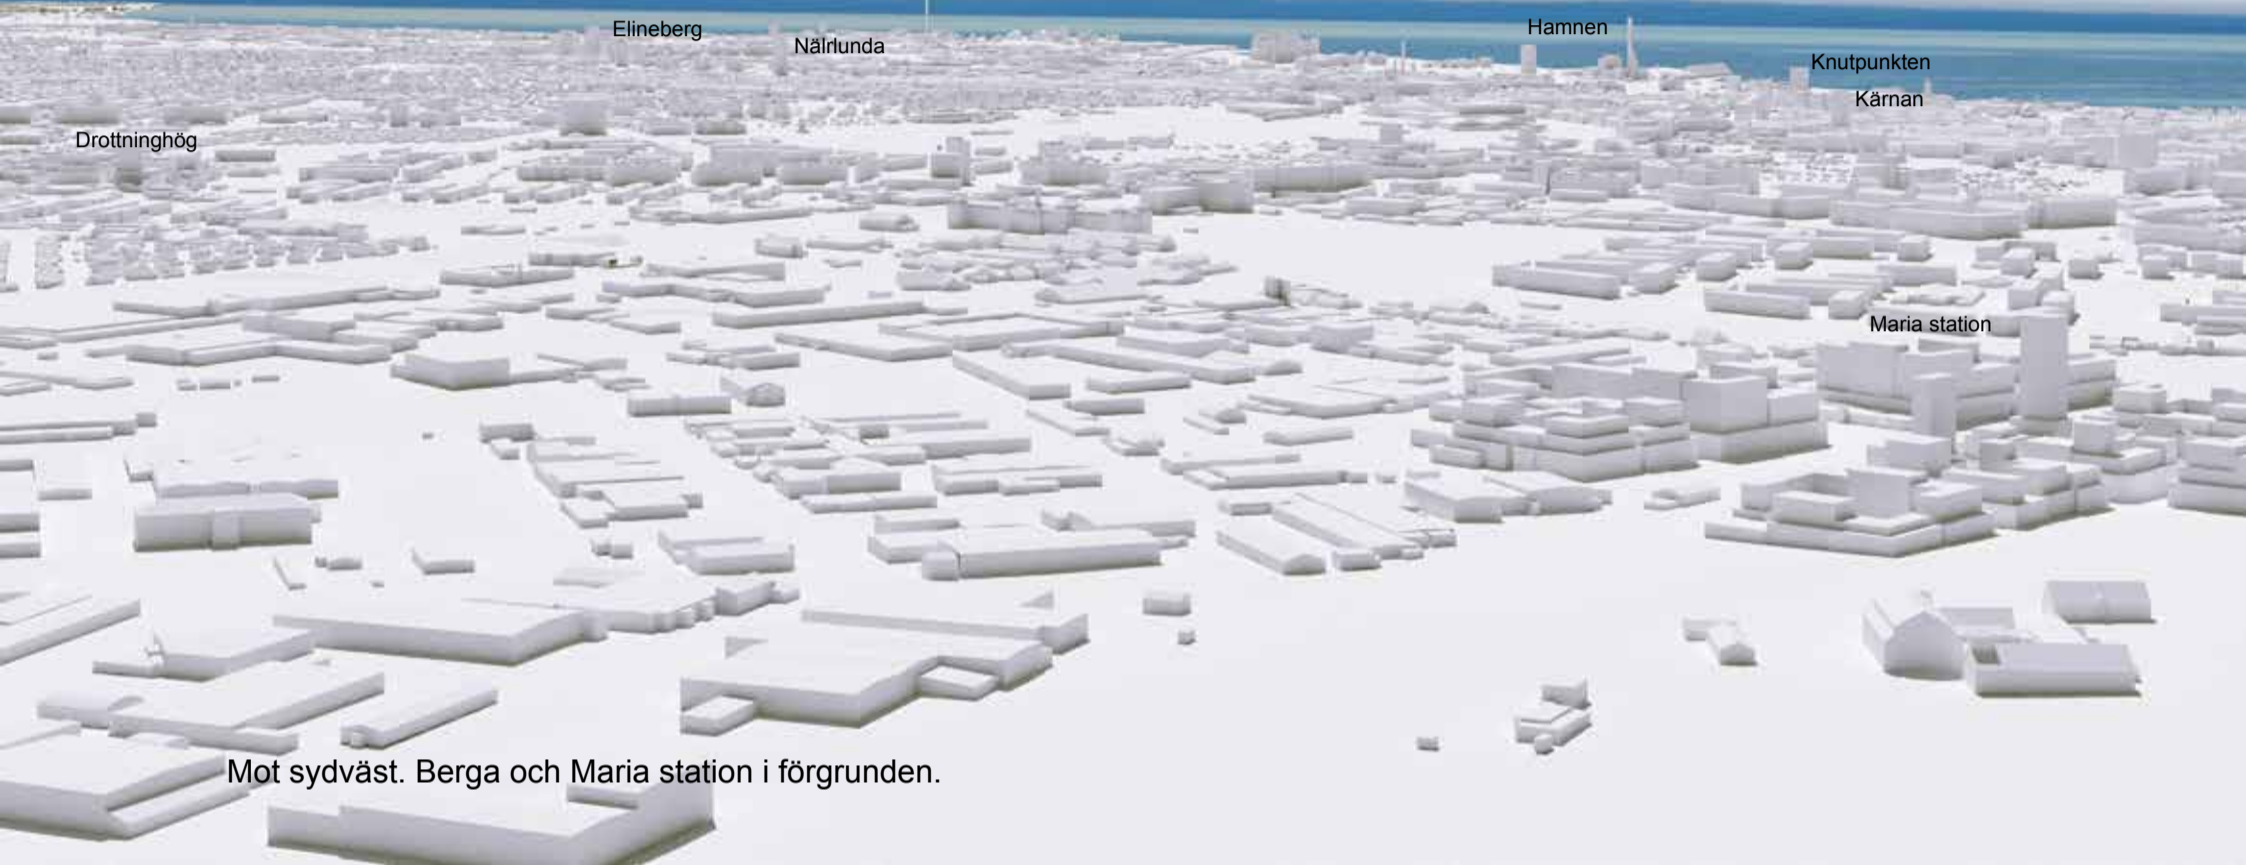 Elineberg
Nälrlunda
Hamnen
Knutpunkten
Kärnan
Drottninghög
Maria station
Mot sydväst. Berga och Maria station i förgrunden.